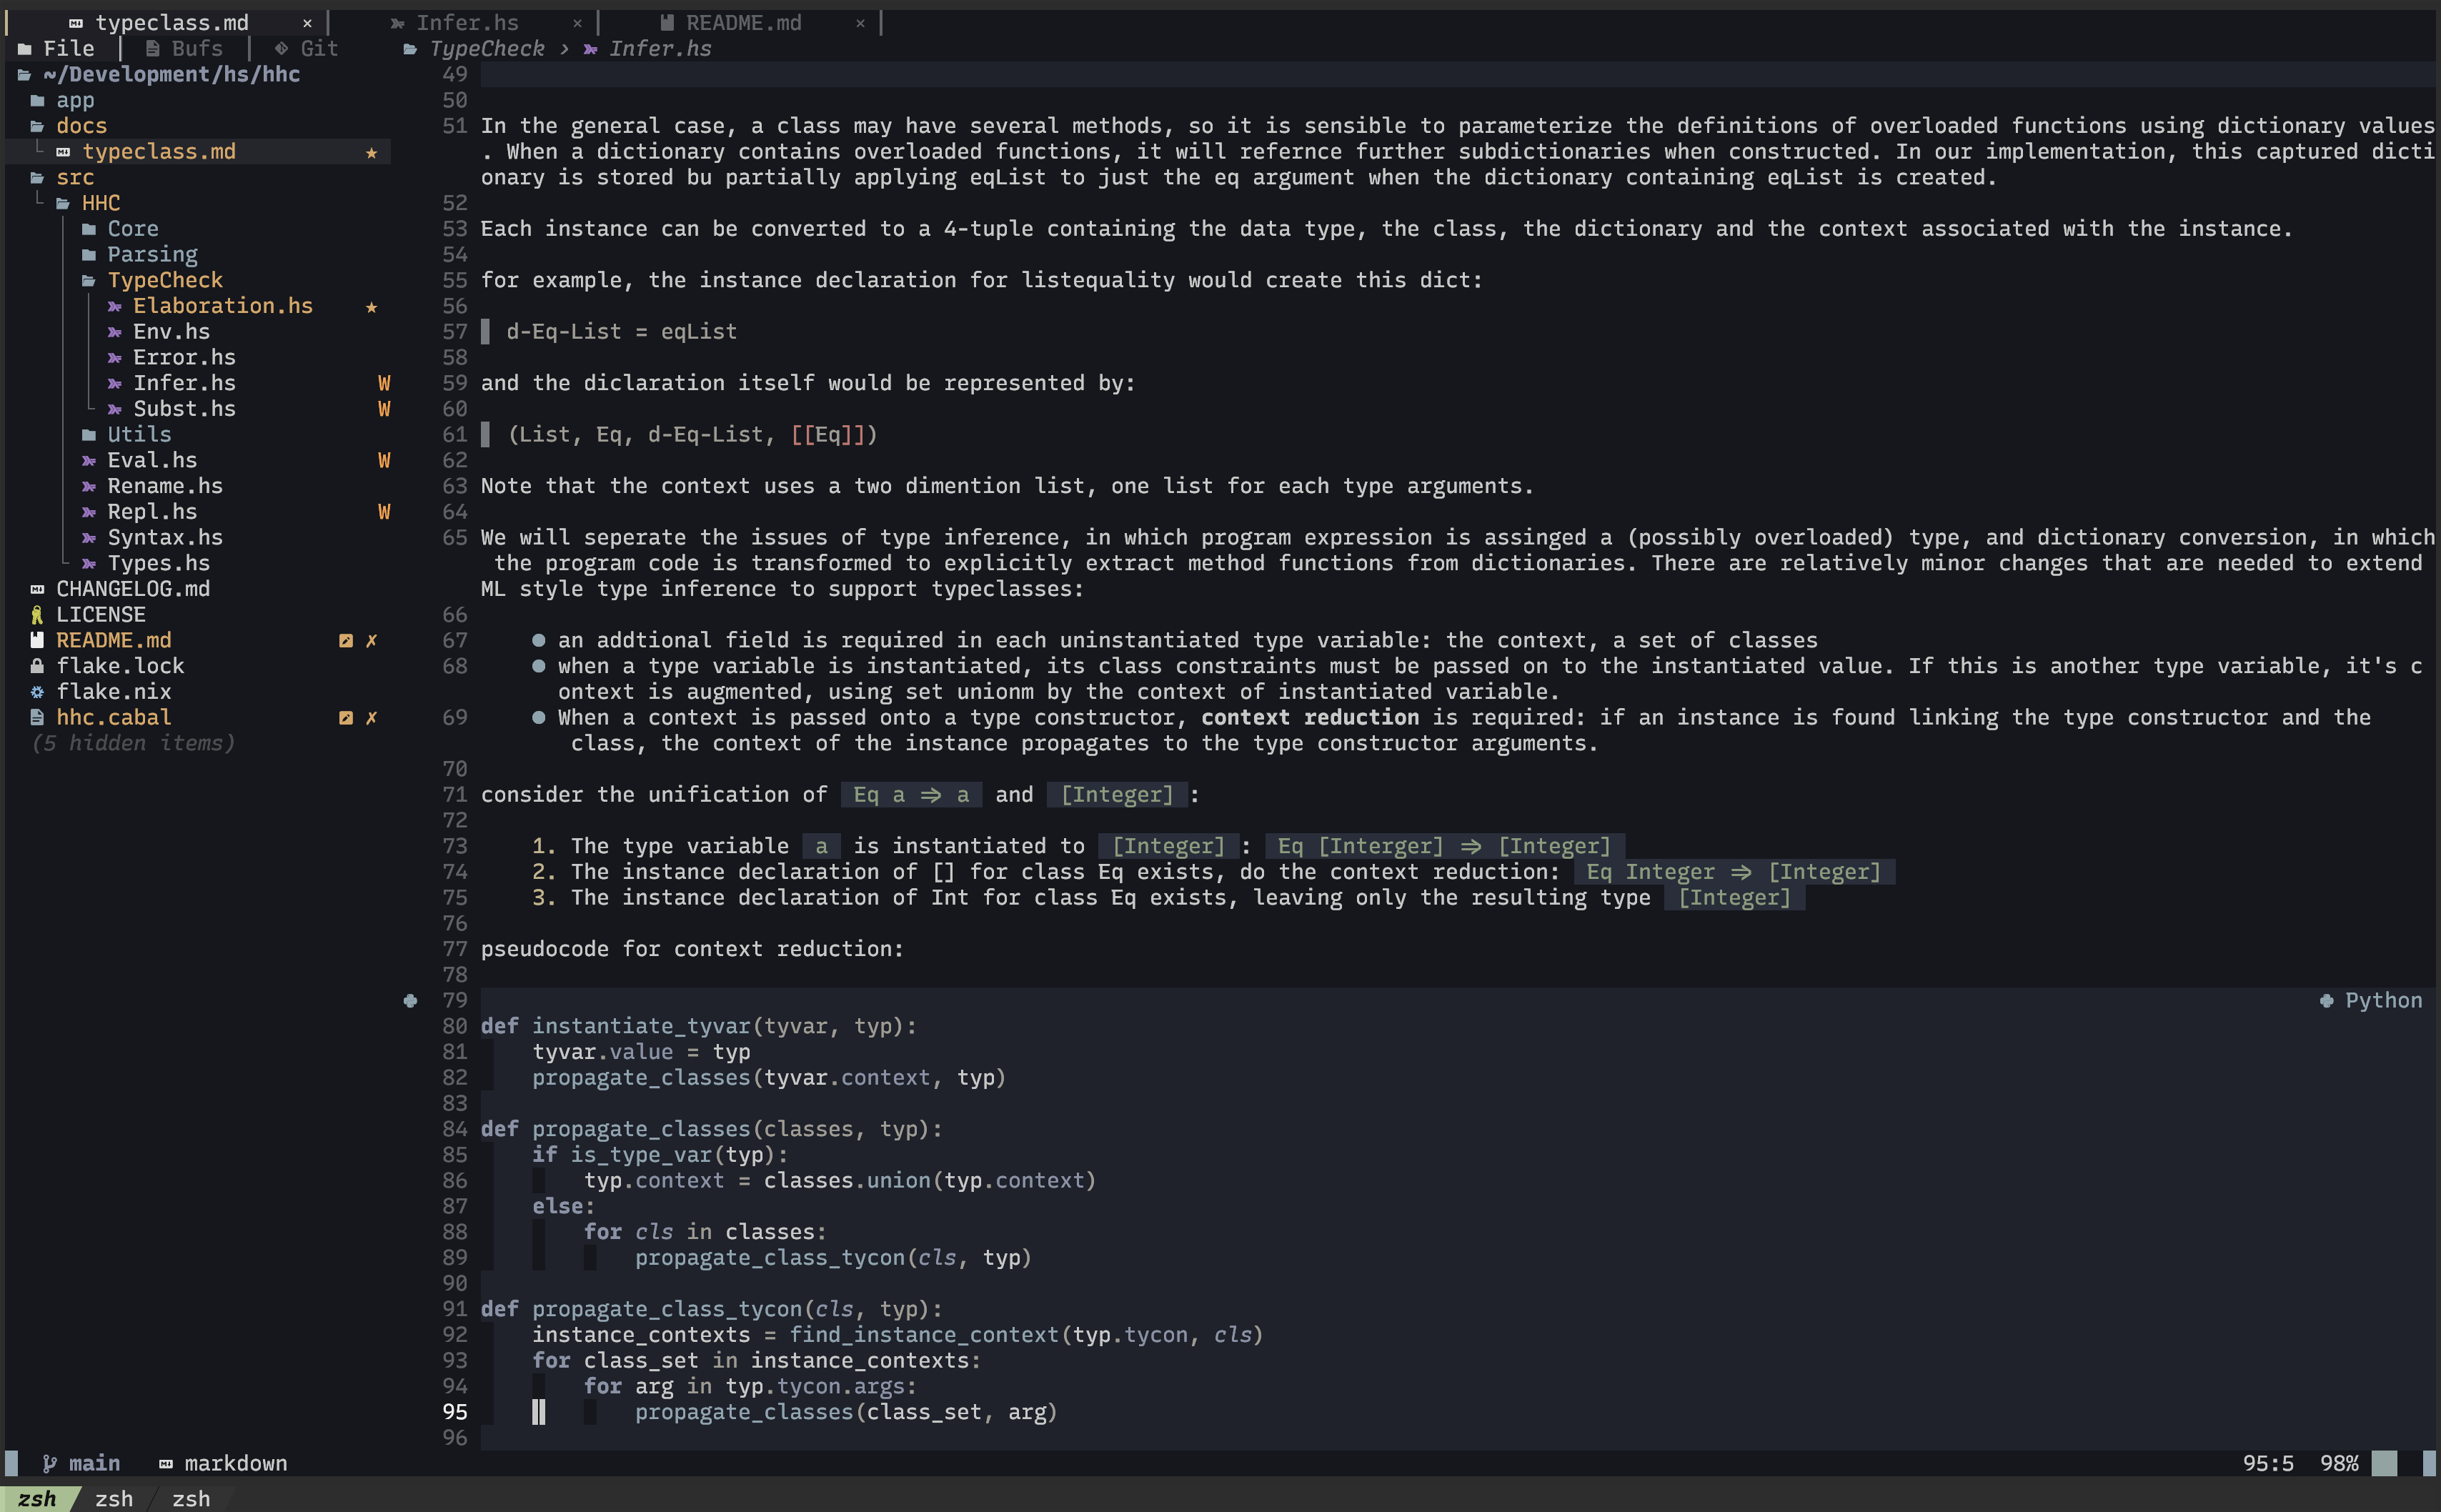 typeclass.md × Infer.hs × README.md ×
File Bufs Git TypeCheck › Infer.hs
~/Development/hs/hhc
app
docs
typeclass.md ★
src
HHC
Core
Parsing
TypeCheck
Elaboration.hs ★
Env.hs
Error.hs
Infer.hs W
Subst.hs W
Utils
Eval.hs W
Rename.hs
Repl.hs W
Syntax.hs
Types.hs
CHANGELOG.md
LICENSE
README.md ✗
flake.lock
flake.nix
hhc.cabal ✗
(5 hidden items)
49
50
51 In the general case, a class may have several methods, so it is sensible to parameterize the definitions of overloaded functions using dictionary values
. When a dictionary contains overloaded functions, it will refernce further subdictionaries when constructed. In our implementation, this captured dicti
onary is stored bu partially applying eqList to just the eq argument when the dictionary containing eqList is created.
52
53 Each instance can be converted to a 4-tuple containing the data type, the class, the dictionary and the context associated with the instance.
54
55 for example, the instance declaration for listequality would create this dict:
56
57 d-Eq-List = eqList
58
59 and the diclaration itself would be represented by:
60
61 (List, Eq, d-Eq-List, [[Eq]])
62
63 Note that the context uses a two dimention list, one list for each type arguments.
64
65 We will seperate the issues of type inference, in which program expression is assinged a (possibly overloaded) type, and dictionary conversion, in which
the program code is transformed to explicitly extract method functions from dictionaries. There are relatively minor changes that are needed to extend
ML style type inference to support typeclasses:
66
67 ● an addtional field is required in each uninstantiated type variable: the context, a set of classes
68 ● when a type variable is instantiated, its class constraints must be passed on to the instantiated value. If this is another type variable, it's c
ontext is augmented, using set unionm by the context of instantiated variable.
69 ● When a context is passed onto a type constructor, context reduction is required: if an instance is found linking the type constructor and the
class, the context of the instance propagates to the type constructor arguments.
70
71 consider the unification of Eq a ⇒ a and [Integer] :
72
73 1. The type variable a is instantiated to [Integer] : Eq [Interger] ⇒ [Integer]
74 2. The instance declaration of [] for class Eq exists, do the context reduction: Eq Integer ⇒ [Integer]
75 3. The instance declaration of Int for class Eq exists, leaving only the resulting type [Integer]
76
77 pseudocode for context reduction:
78
79 Python
80 def instantiate_tyvar(tyvar, typ):
81 tyvar.value = typ
82 propagate_classes(tyvar.context, typ)
83
84 def propagate_classes(classes, typ):
85 if is_type_var(typ):
86 typ.context = classes.union(typ.context)
87 else:
88 for cls in classes:
89 propagate_class_tycon(cls, typ)
90
91 def propagate_class_tycon(cls, typ):
92 instance_contexts = find_instance_context(typ.tycon, cls)
93 for class_set in instance_contexts:
94 for arg in typ.tycon.args:
95 propagate_classes(class_set, arg)
96
main markdown 95:5 98%
zsh zsh zsh